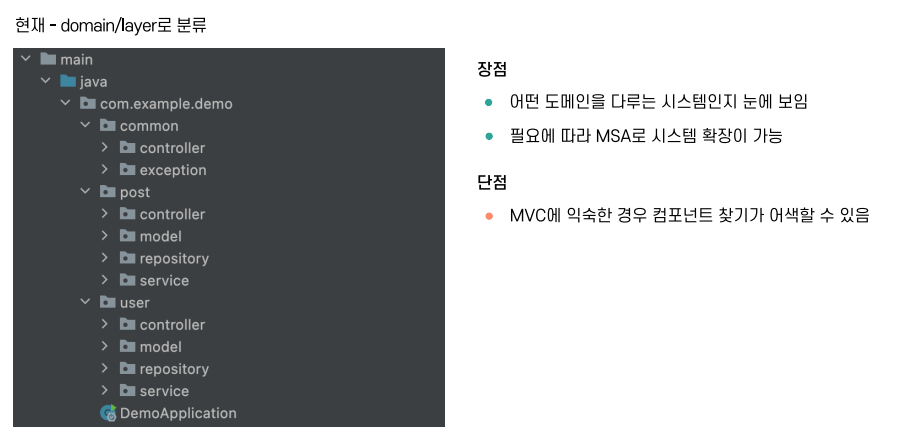 현재 - domain/layer로 분류
main
java
com.example.demo
common
controller
exception
post
controller
model
repository
service
user
controller
model
repository
service
DemoApplication
장점
어떤 도메인을 다루는 시스템인지 눈에 보임
필요에 따라 MSA로 시스템 확장이 가능
단점
MVC에 익숙한 경우 컴포넌트 찾기가 어색할 수 있음